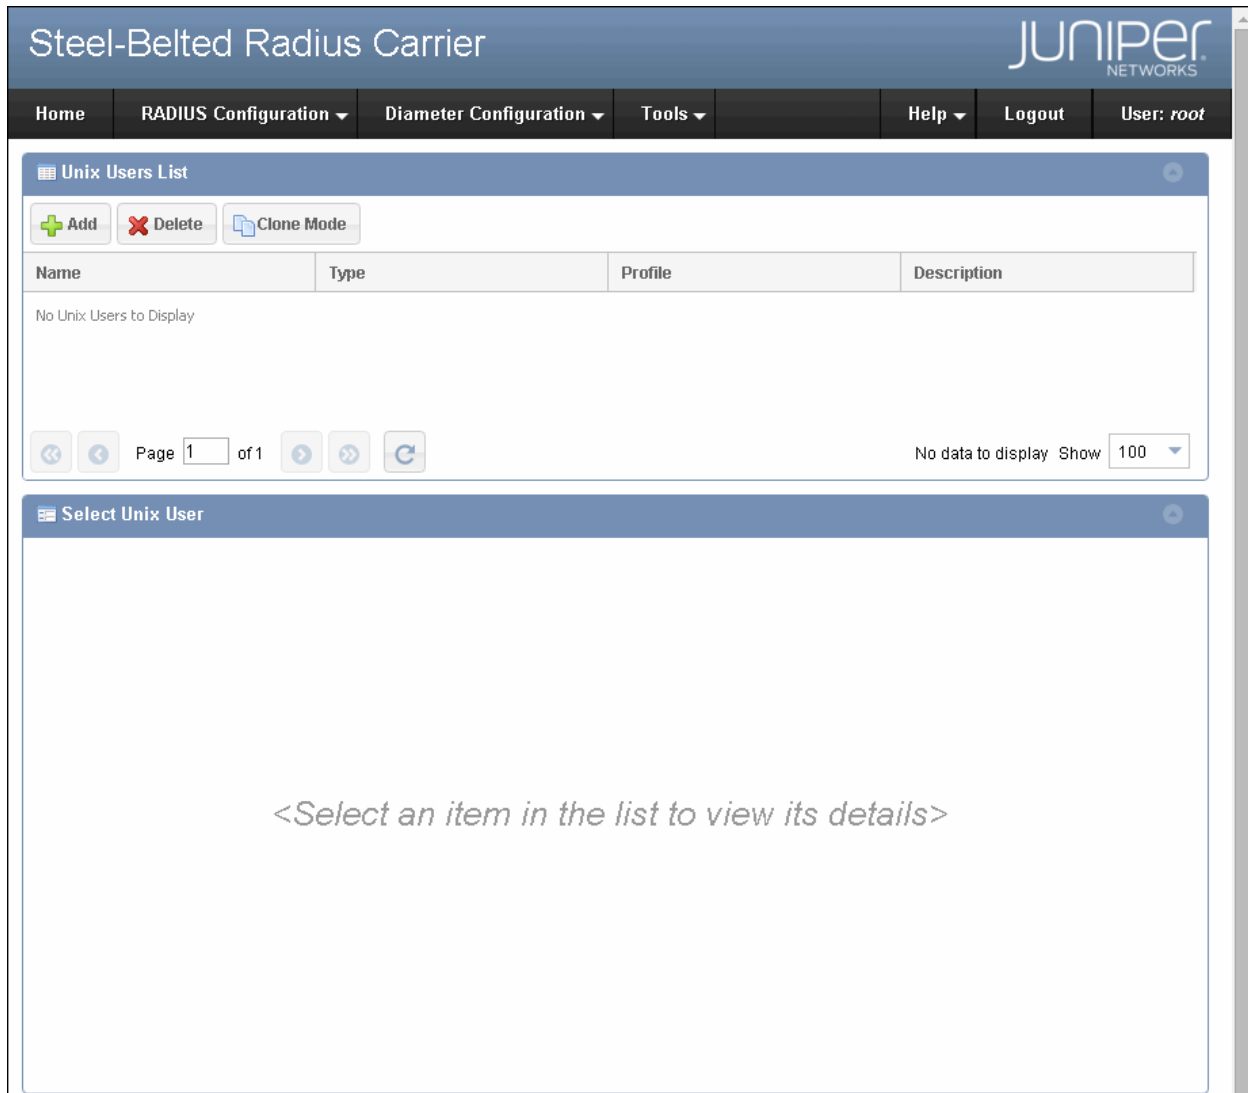 Steel-Belted Radius Carrier
JUNIPER
NETWORKS
Home RADIUS Configuration Diameter Configuration Tools Help Logout User: root
Unix Users List
Add Delete Clone Mode
Name Type Profile Description
No Unix Users to Display
Page 1 of 1 No data to display Show 100
Select Unix User
<Select an item in the list to view its details>